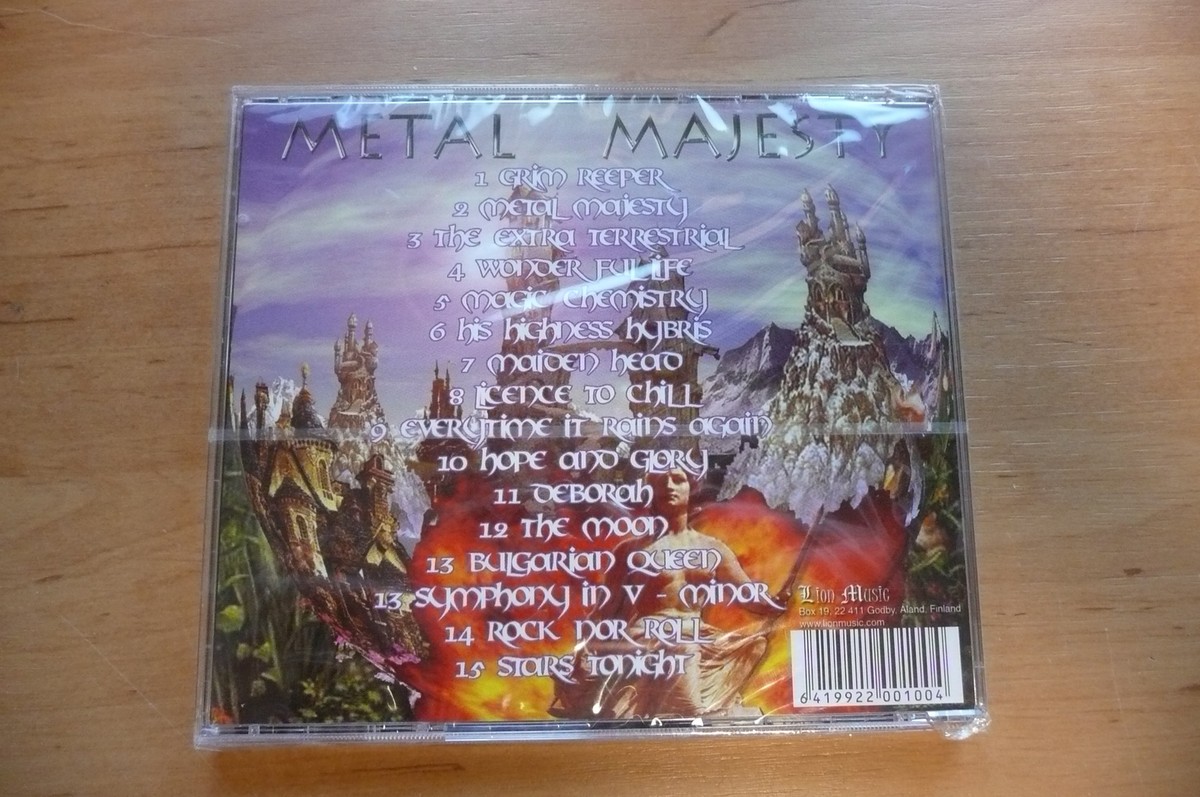 METAL MAJESTY
1 GRIM REEPER
2 METAL MAJESTY
3 THE EXTRA TERRESTRIAL
4 WONDER FUL LIFE
5 MAGIC CHEMISTRY
6 HIS HIGHNESS HYBRIS
7 MAIDEN HEAD
8 LICENCE TO CHILL
9 EVERYTIME IT RAINS AGAIN
10 HOPE AND GLORY
11 DEBORAH
12 THE MOON
13 BULGARIAN QUEEN
13 SYMPHONY IN V - MINOR
14 ROCK NOR ROLL
15 STARS TONIGHT
Lion Music
Box 19, 22 411 Godby, Aland, Finland
www.lionmusic.com
6 419922 001004